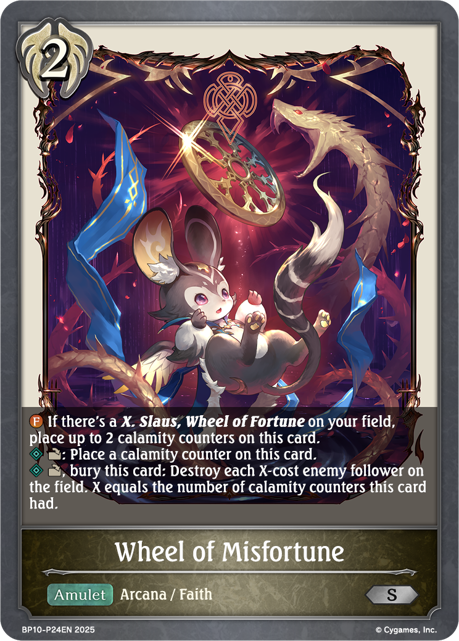 2
F If there's a X. Slaus, Wheel of Fortune on your field,
place up to 2 calamity counters on this card.
: Place a calamity counter on this card.
bury this card: Destroy each X-cost enemy follower on
the field. X equals the number of calamity counters this card
had.
Wheel of Misfortune
Amulet Arcana / Faith S
BP10-P24EN 2025 © Cygames, Inc.